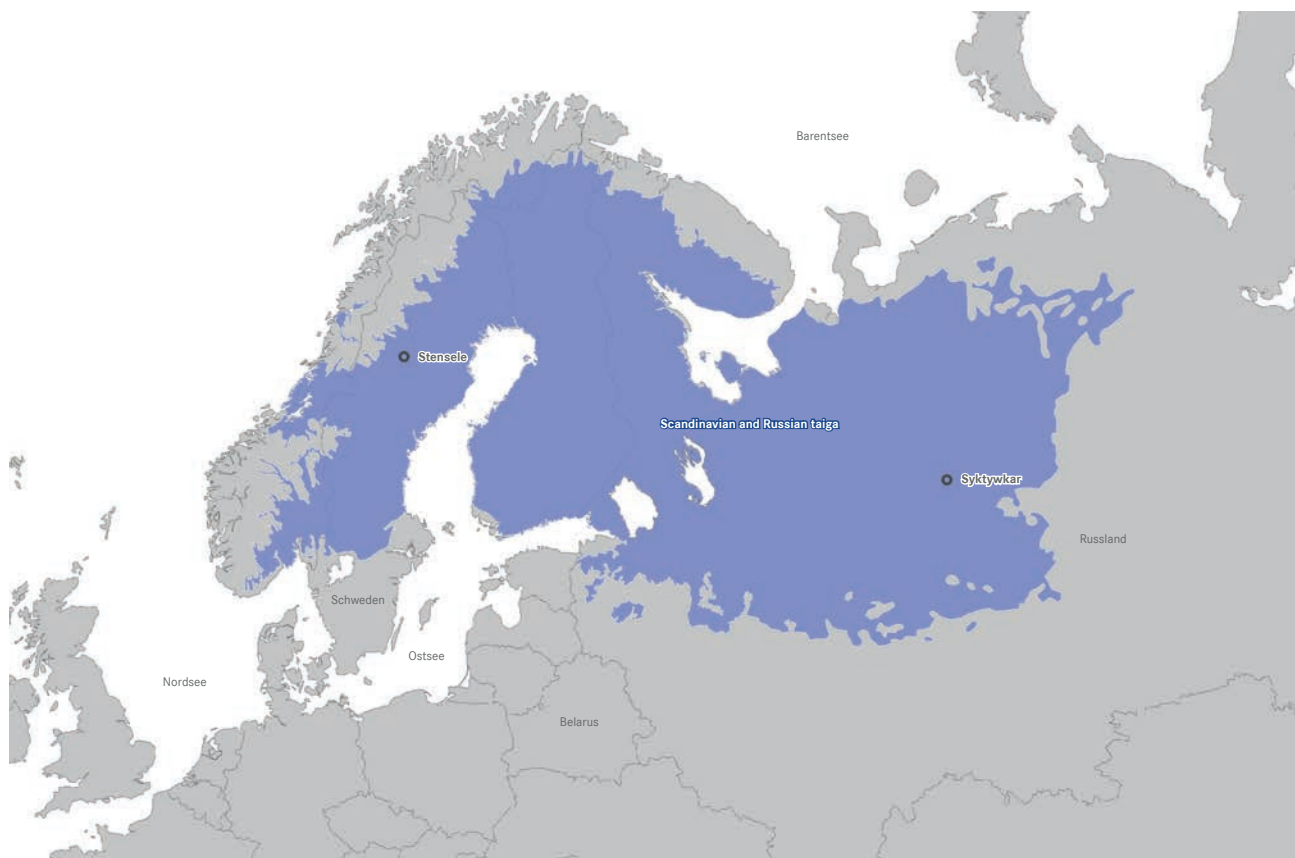 Barentsee
Stensele
Scandinavian and Russian taiga
Syktywkar
Russland
Schweden
Ostsee
Nordsee
Belarus